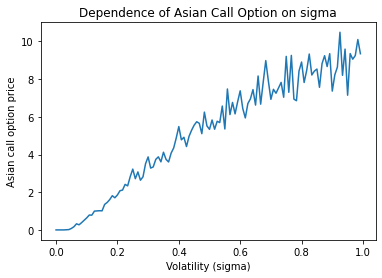 Dependence of Asian Call Option on sigma
10
8
6
4
2
0
Asian call option price
0.0 0.2 0.4 0.6 0.8 1.0
Volatility (sigma)